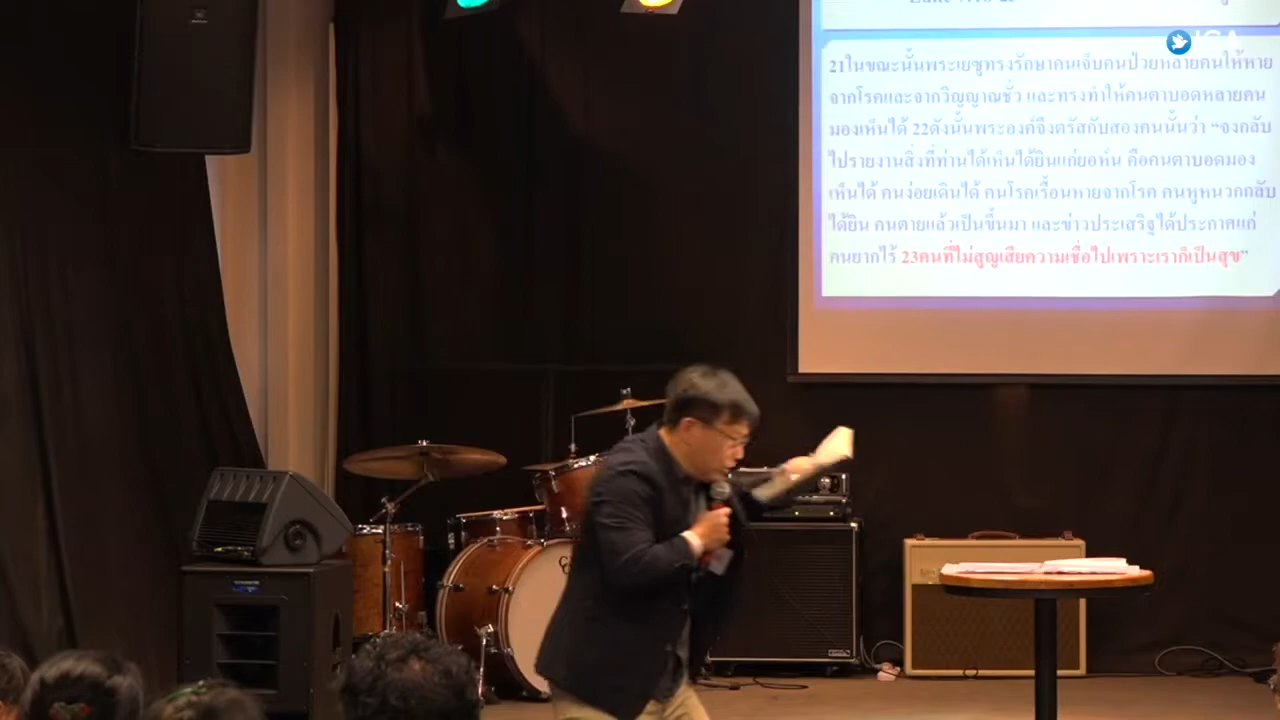 21ในขณะนั้นพระเยซูทรงรักษาคนเจ็บคนป่วยหลายคนให้หาย
จากโรคและจากวิญญาณชั่ว และทรงทำให้คนตาบอดหลายคน
มองเห็นได้ 22ดังนั้นพระองค์จึงตรัสกับสองคนนั้นว่า “จงกลับ
ไปรายงานสิ่งที่ท่านได้เห็นได้ยินแก่ยอห์น คือคนตาบอดมอง
เห็นได้ คนง่อยเดินได้ คนโรคเรื้อนหายจากโรค คนหูหนวกกลับ
ได้ยิน คนตายแล้วเป็นขึ้นมา และข่าวประเสริฐได้ประกาศแก่
คนยากไร้ 23คนที่ไม่สูญเสียความเชื่อไปเพราะเราก็เป็นสุข”